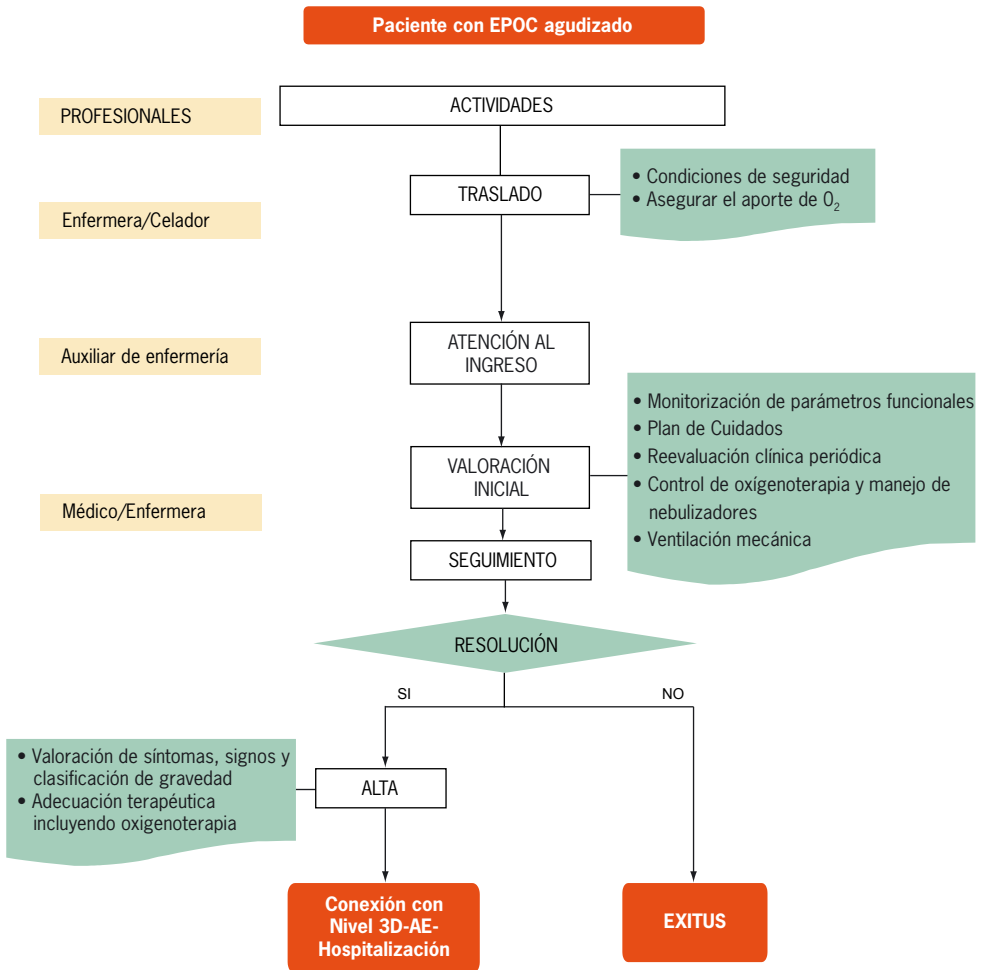 Paciente con EPOC agudizado
PROFESIONALES
ACTIVIDADES
Enfermera/Celador
TRASLADO
• Condiciones de seguridad
• Asegurar el aporte de 0₂
Auxiliar de enfermería
ATENCIÓN AL
INGRESO
Médico/Enfermera
VALORACIÓN
INICIAL
• Monitorización de parámetros funcionales
• Plan de Cuidados
• Reevaluación clínica periódica
• Control de oxígenoterapia y manejo de
nebulizadores
• Ventilación mecánica
SEGUIMIENTO
RESOLUCIÓN
SI
NO
• Valoración de síntomas, signos y
clasificación de gravedad
• Adecuación terapéutica
incluyendo oxigenoterapia
ALTA
Conexión con
Nivel 3D-AE-
Hospitalización
EXITUS